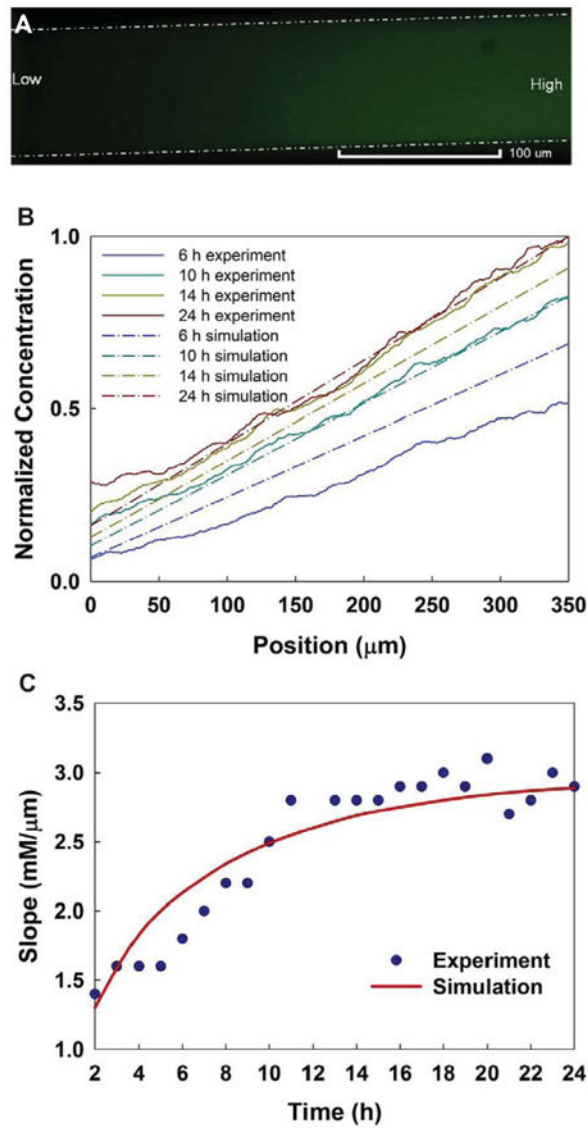 A
Low
High
100 um
B
1.0
0.5
0.0
Normalized Concentration
6 h experiment
10 h experiment
14 h experiment
24 h experiment
6 h simulation
10 h simulation
14 h simulation
24 h simulation
0 50 100 150 200 250 300 350
Position (μm)
C
3.5
3.0
2.5
2.0
1.5
1.0
Slope (mM/μm)
Experiment
Simulation
2 4 6 8 10 12 14 16 18 20 22 24
Time (h)